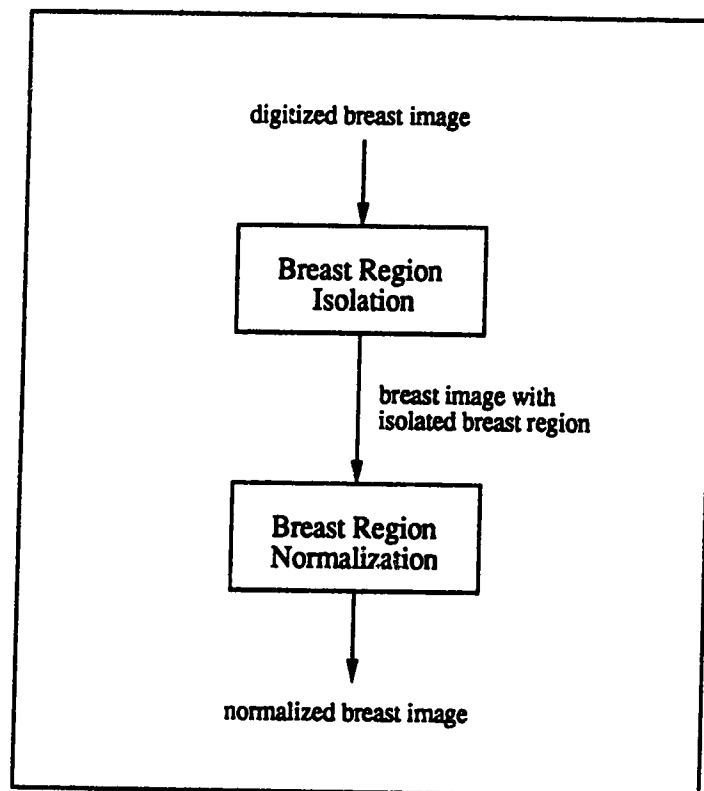 digitized breast image
Breast Region
Isolation
breast image with
isolated breast region
Breast Region
Normalization
normalized breast image